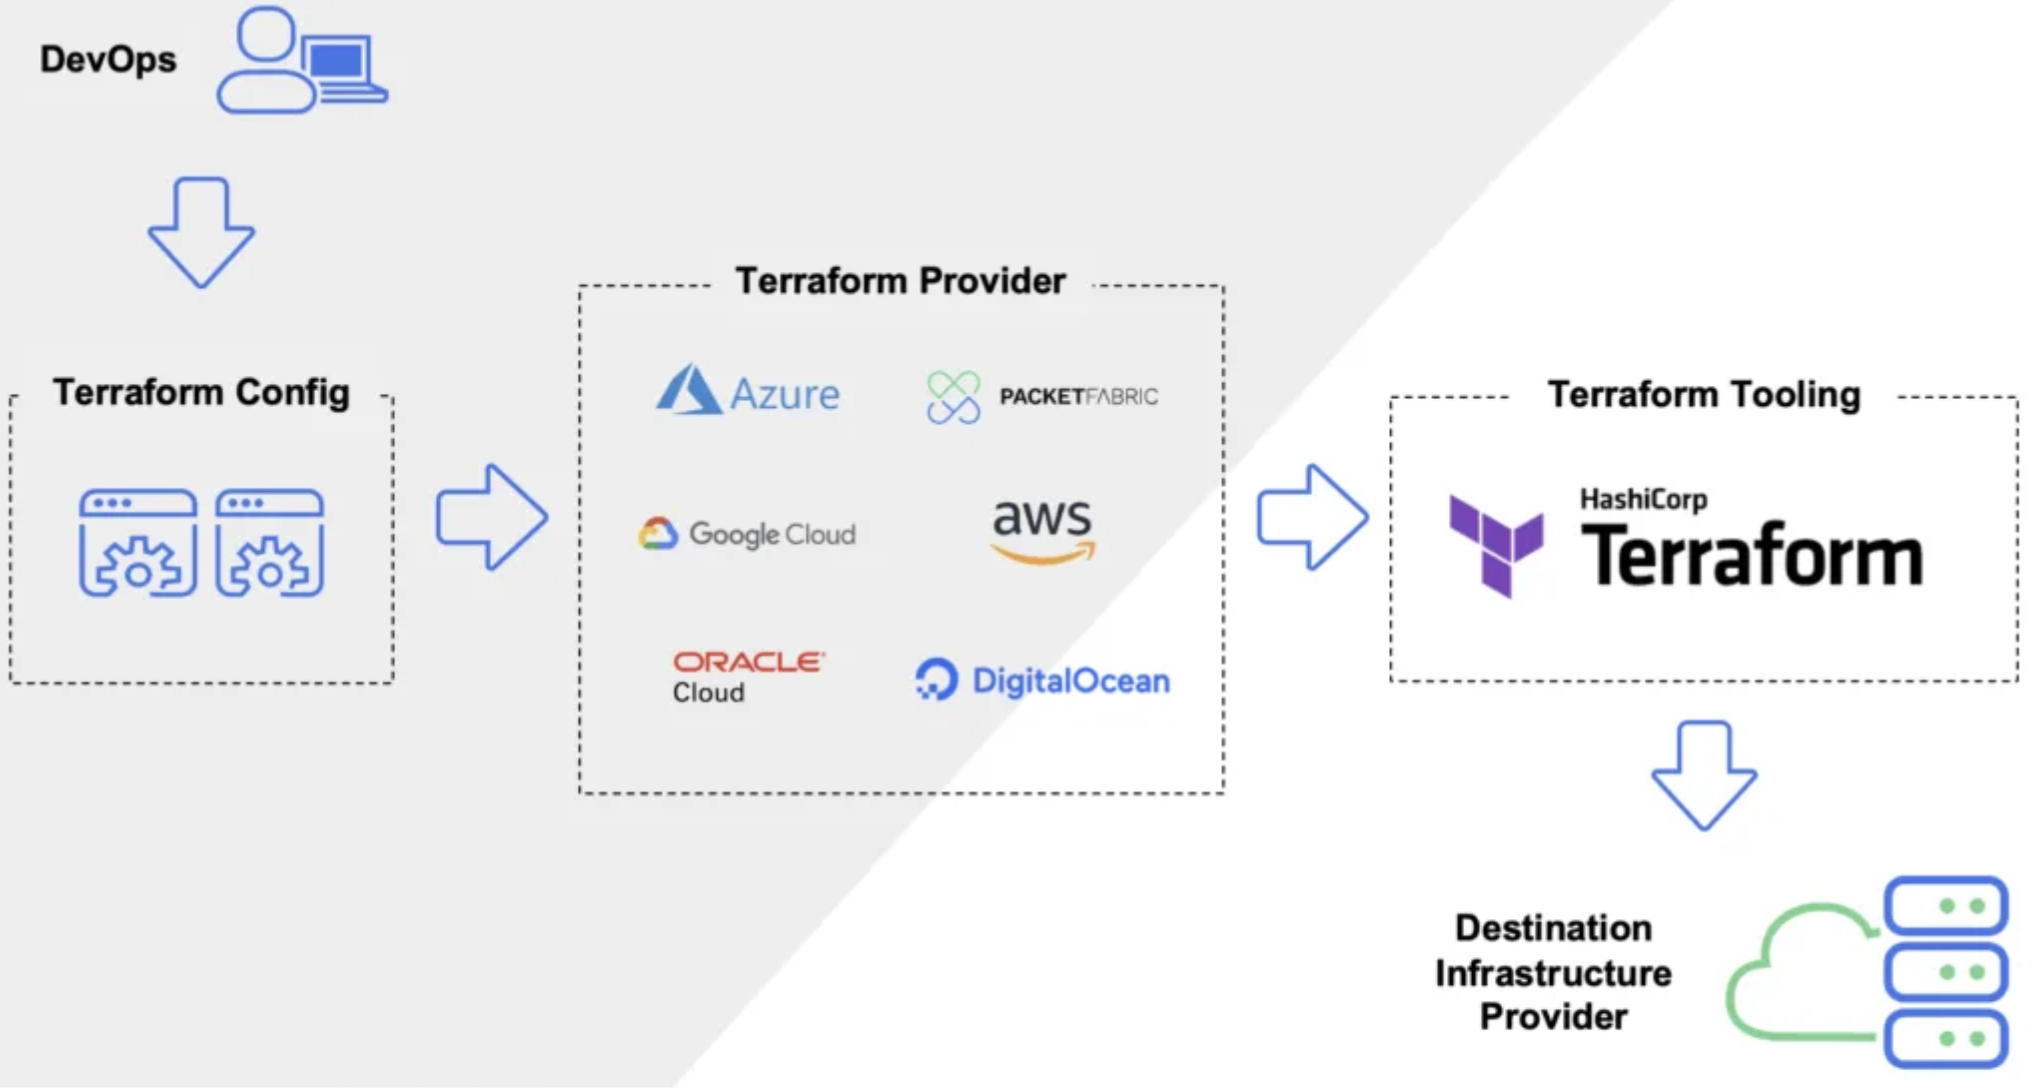 DevOps
Terraform Config
Terraform Provider
Azure
PACKETFABRIC
Google Cloud
aws
ORACLE
Cloud
DigitalOcean
Terraform Tooling
HashiCorp
Terraform
Destination
Infrastructure
Provider